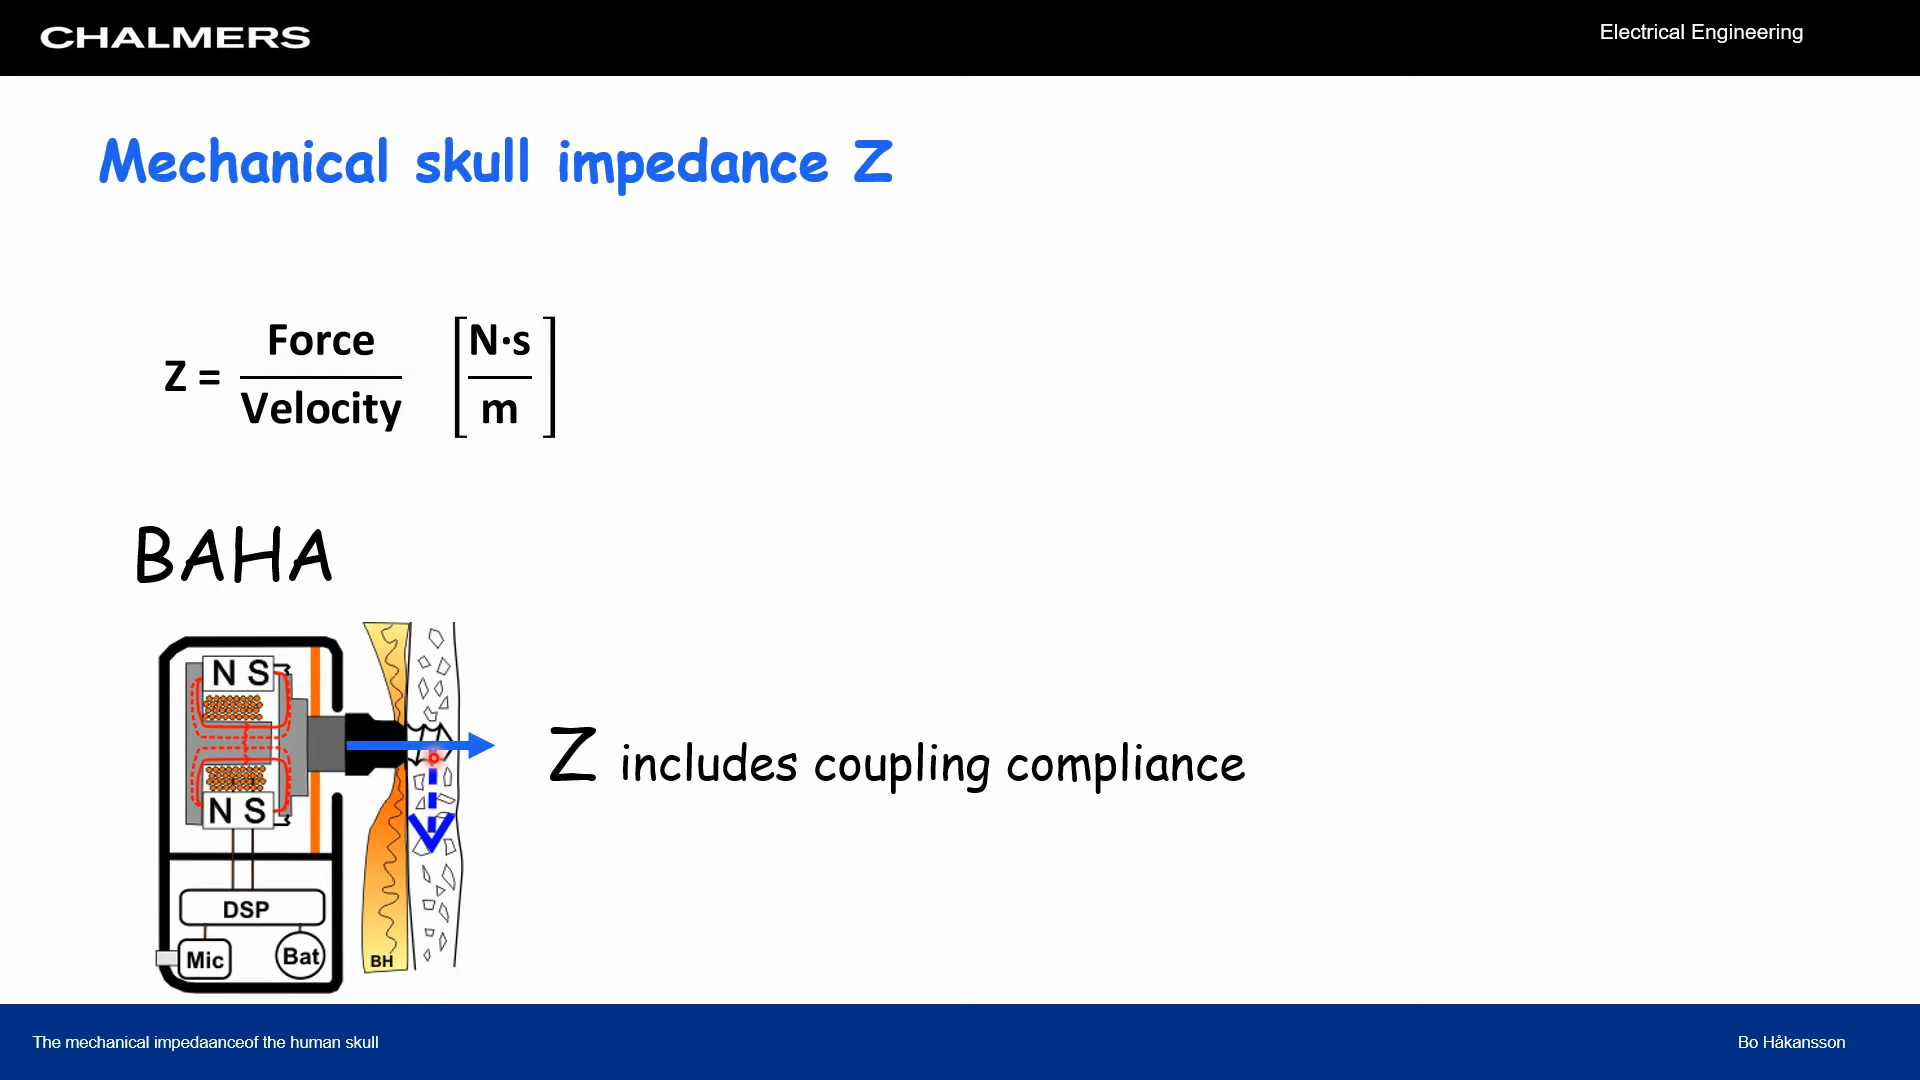 CHALMERS
Electrical Engineering
Mechanical skull impedance Z
Force
N·s
Z =
Velocity
m
BAHA
N S
N S
Z includes coupling compliance
DSP
Mic
Bat
BH
The mechanical impedaanceof the human skull
Bo Håkansson